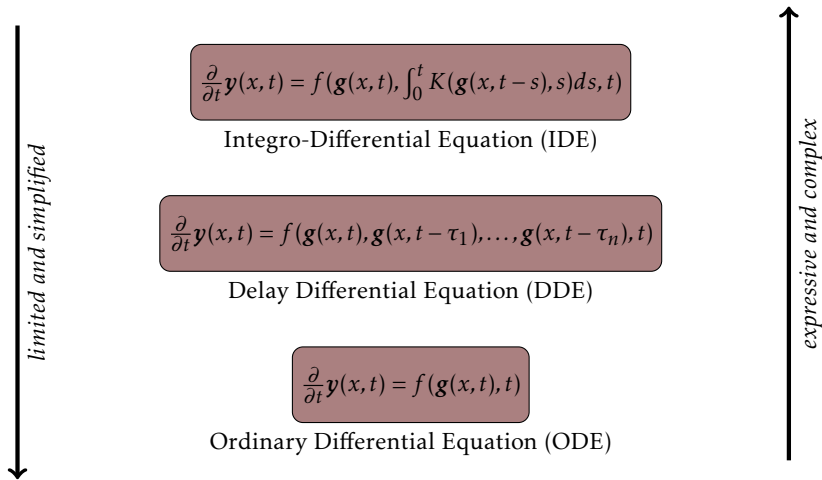 ∂/∂t y(x, t) = f(g(x, t), ∫₀ᵗ K(g(x, t − s), s)ds, t)
Integro-Differential Equation (IDE)
∂/∂t y(x, t) = f(g(x, t), g(x, t − τ₁), . . . , g(x, t − τₙ), t)
Delay Differential Equation (DDE)
∂/∂t y(x, t) = f(g(x, t), t)
Ordinary Differential Equation (ODE)
limited and simplified
expressive and complex